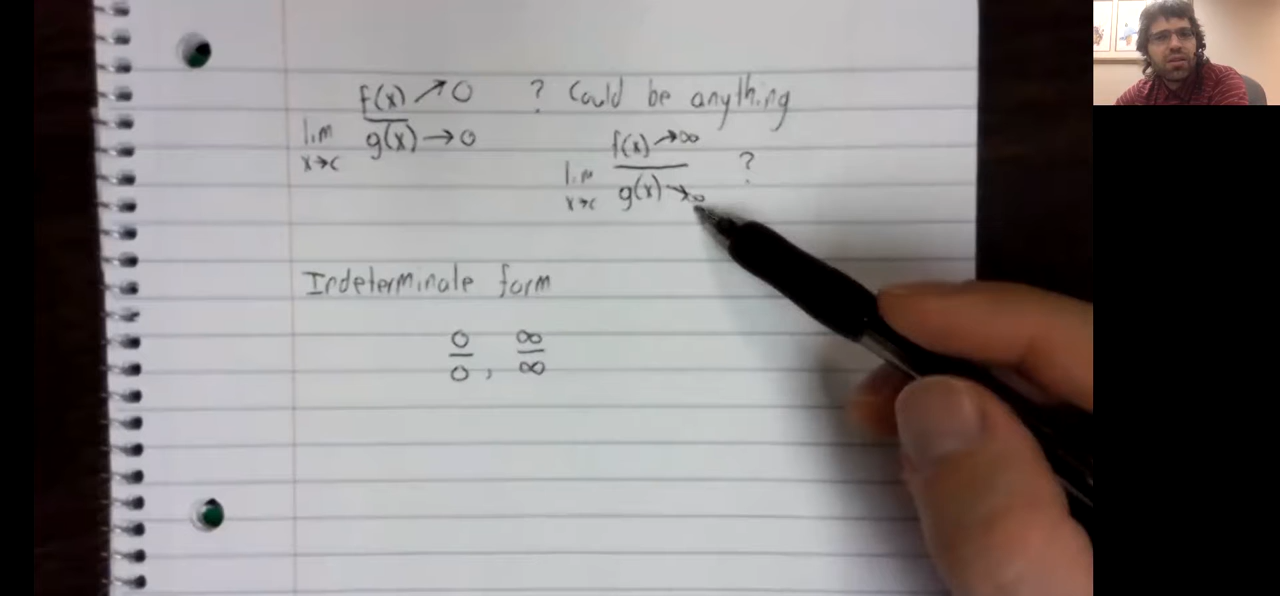 lim x→c f(x)→0 / g(x)→0 ? Could be anything
lim x→c f(x)→∞ / g(x)→∞ ?
Indeterminate form
0/0, ∞/∞